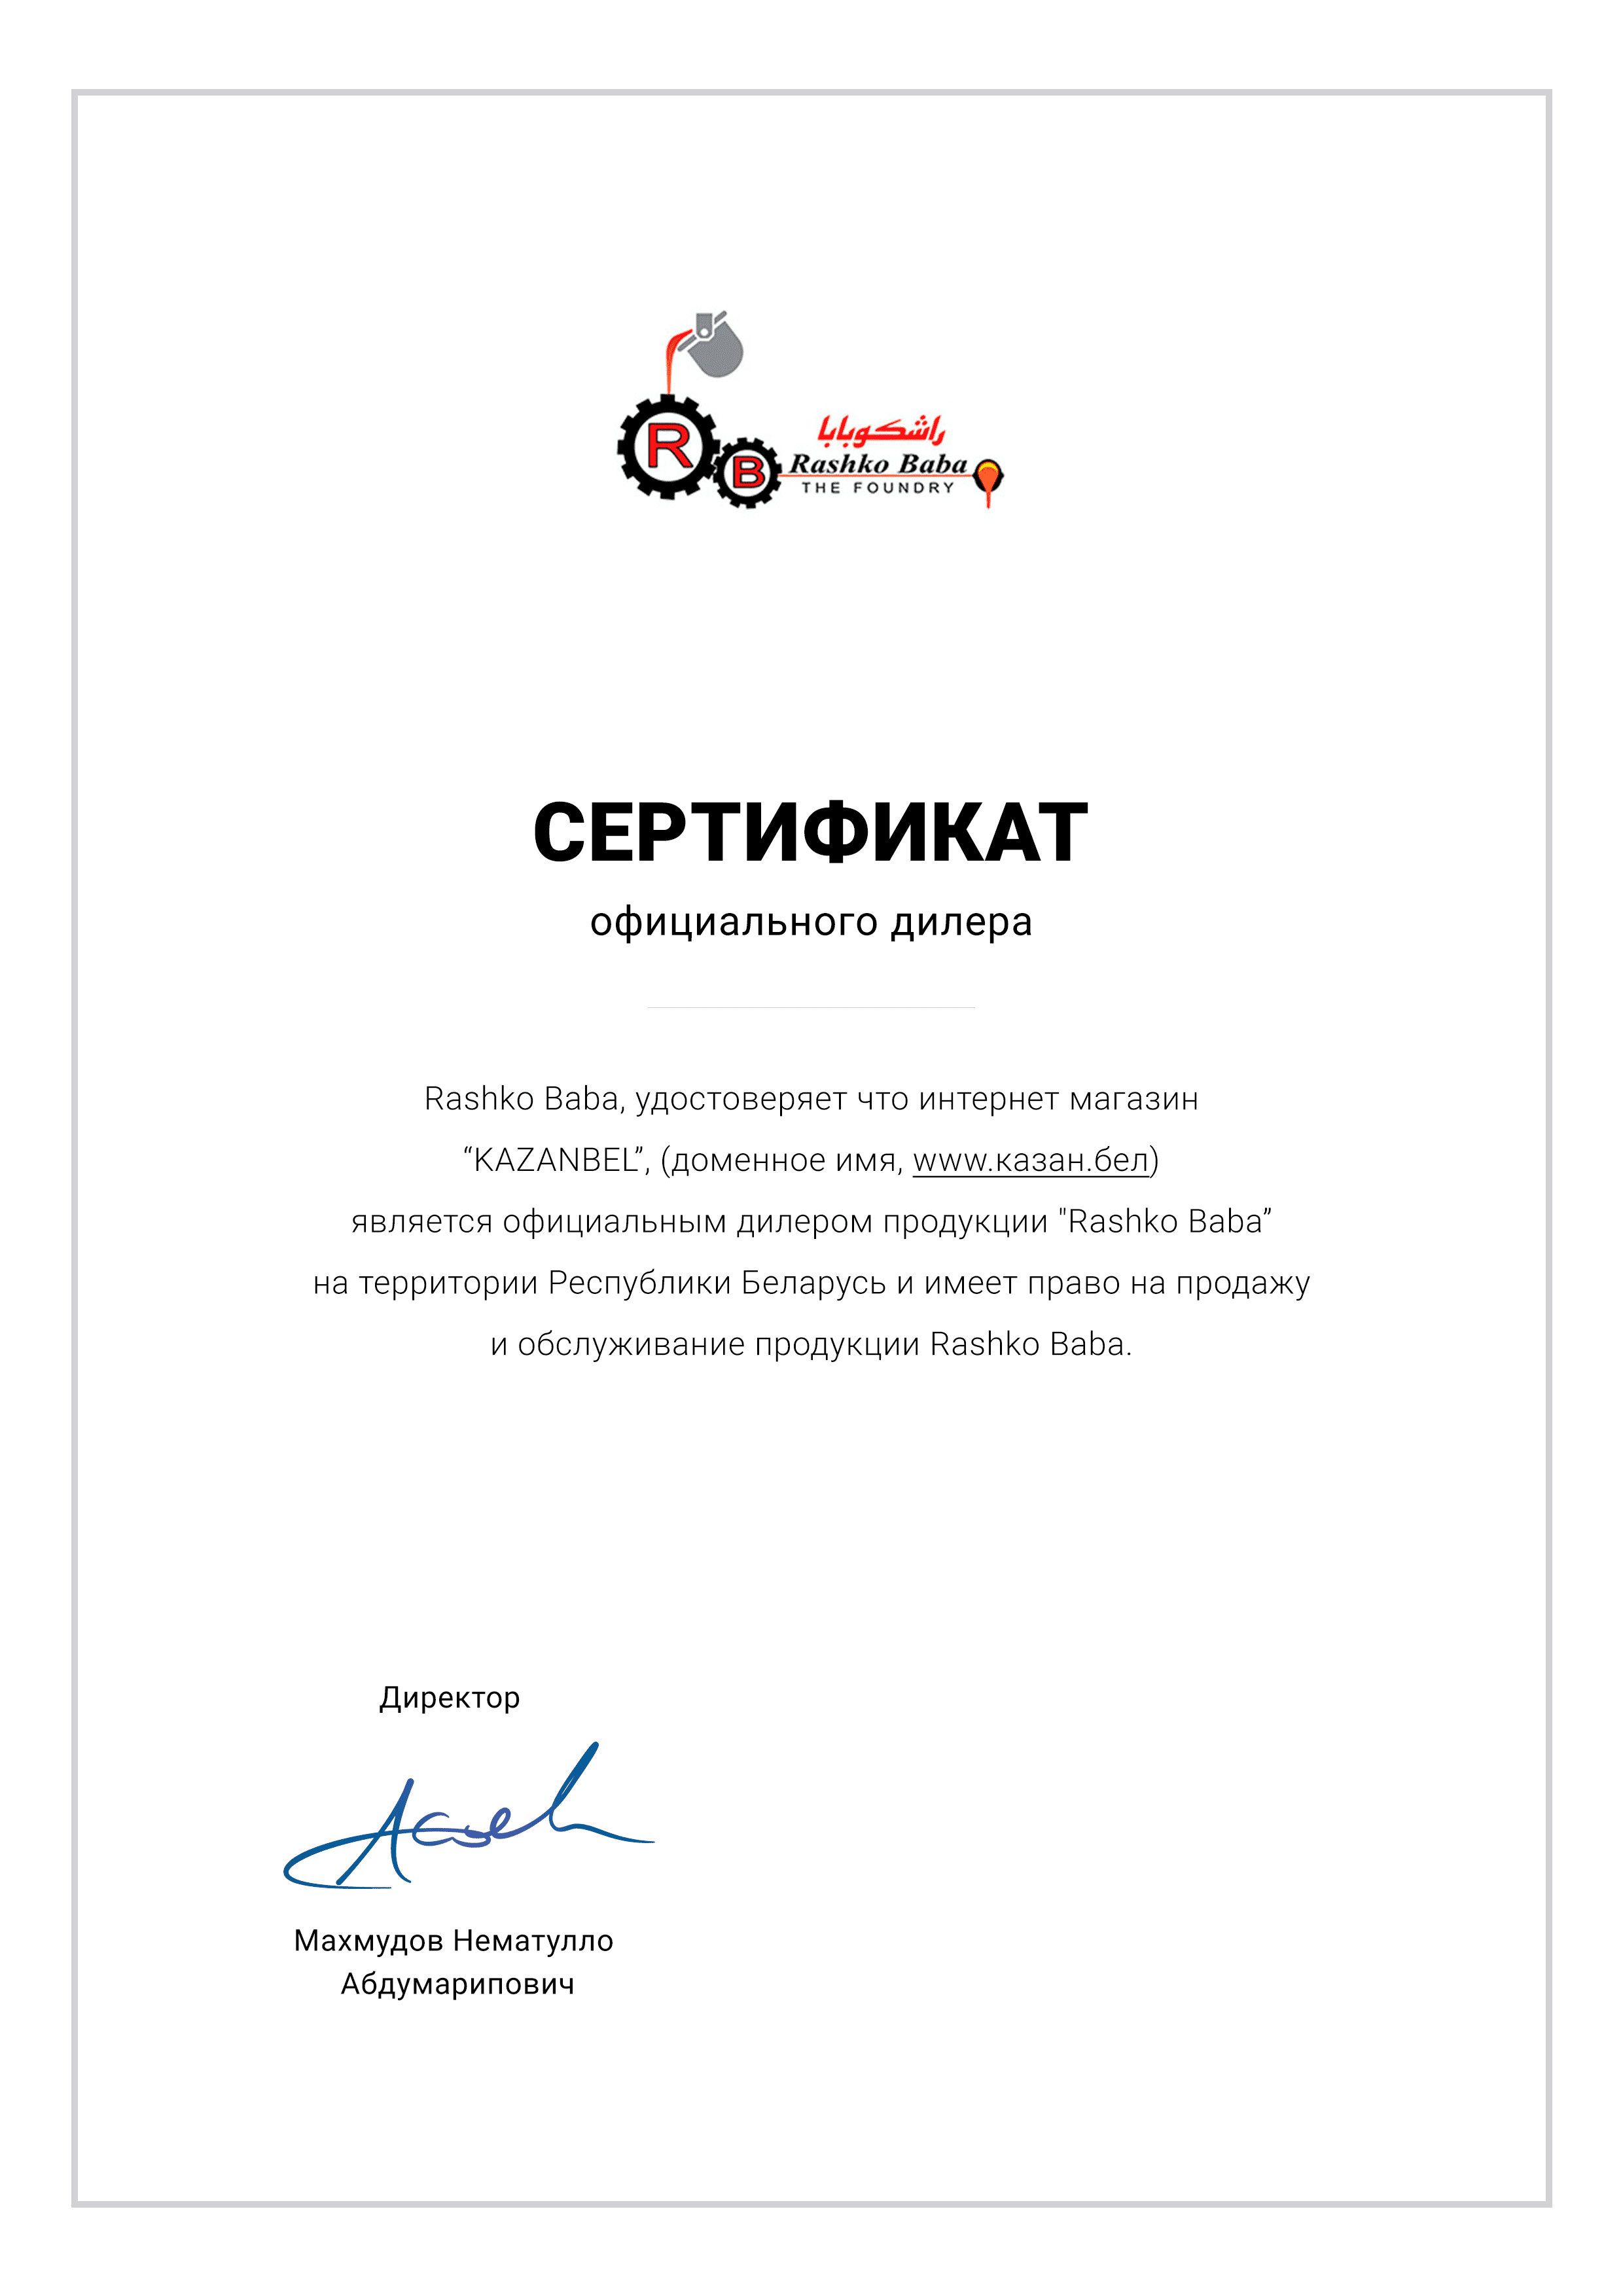 R
B
راشكوبابا
Rashko Baba
THE FOUNDRY
СЕРТИФИКАТ
официального дилера
Rashko Baba, удостоверяет что интернет магазин
“KAZANBEL”, (доменное имя, www.казан.бел)
является официальным дилером продукции "Rashko Baba”
на территории Республики Беларусь и имеет право на продажу
и обслуживание продукции Rashko Baba.
Директор
Махмудов Нематулло
Абдумарипович